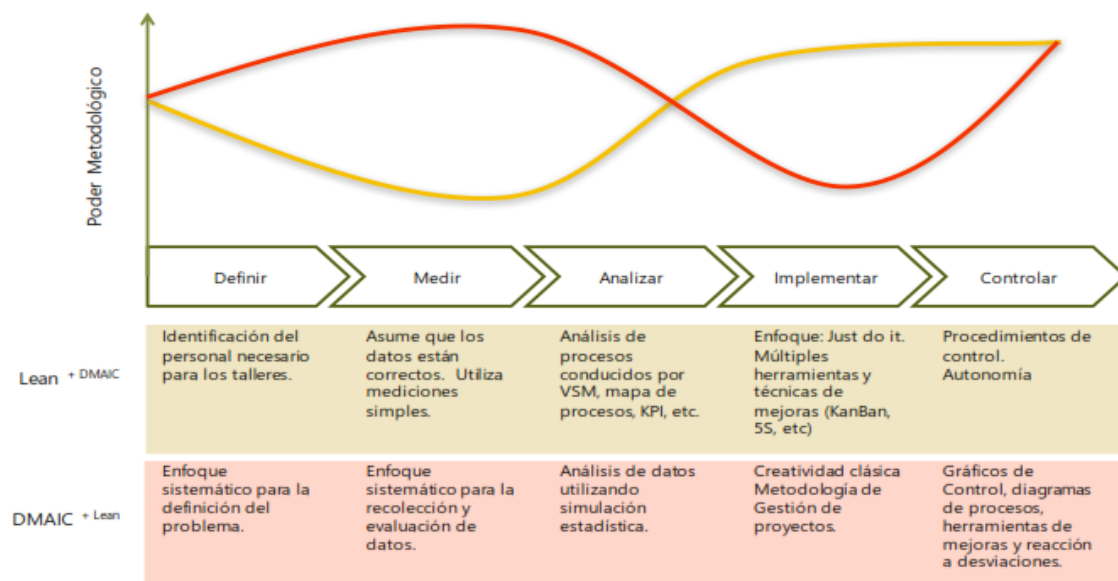 Poder Metodológico
Definir
Medir
Analizar
Implementar
Controlar
Lean + DMAIC
Identificación del
personal necesario
para los talleres.
Asume que los
datos están
correctos. Utiliza
mediciones
simples.
Análisis de
procesos
conducidos por
VSM, mapa de
procesos, KPI, etc.
Enfoque: Just do it.
Múltiples
herramientas y
técnicas de
mejoras (KanBan,
5S, etc)
Procedimientos de
control.
Autonomía
DMAIC + Lean
Enfoque
sistemático para la
definición del
problema.
Enfoque
sistemático para la
recolección y
evaluación de
datos.
Análisis de datos
utilizando
simulación
estadística.
Creatividad clásica
Metodología de
Gestión de
proyectos.
Gráficos de
Control, diagramas
de procesos,
herramientas de
mejoras y reacción
a desviaciones.